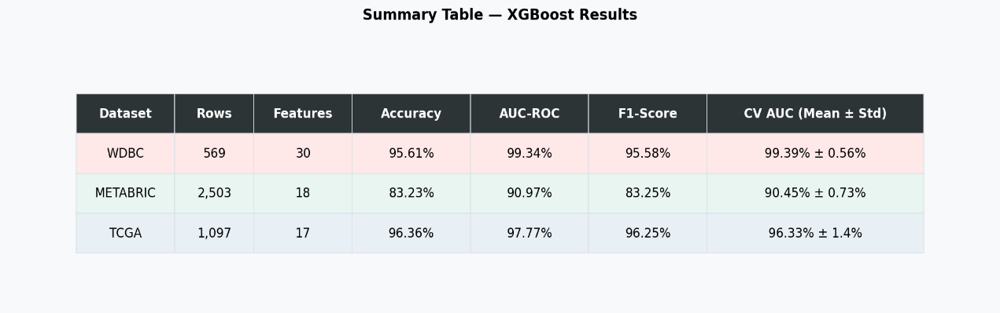 Summary Table — XGBoost Results
Dataset Rows Features Accuracy AUC-ROC F1-Score CV AUC (Mean ± Std)
WDBC 569 30 95.61% 99.34% 95.58% 99.39% ± 0.56%
METABRIC 2,503 18 83.23% 90.97% 83.25% 90.45% ± 0.73%
TCGA 1,097 17 96.36% 97.77% 96.25% 96.33% ± 1.4%